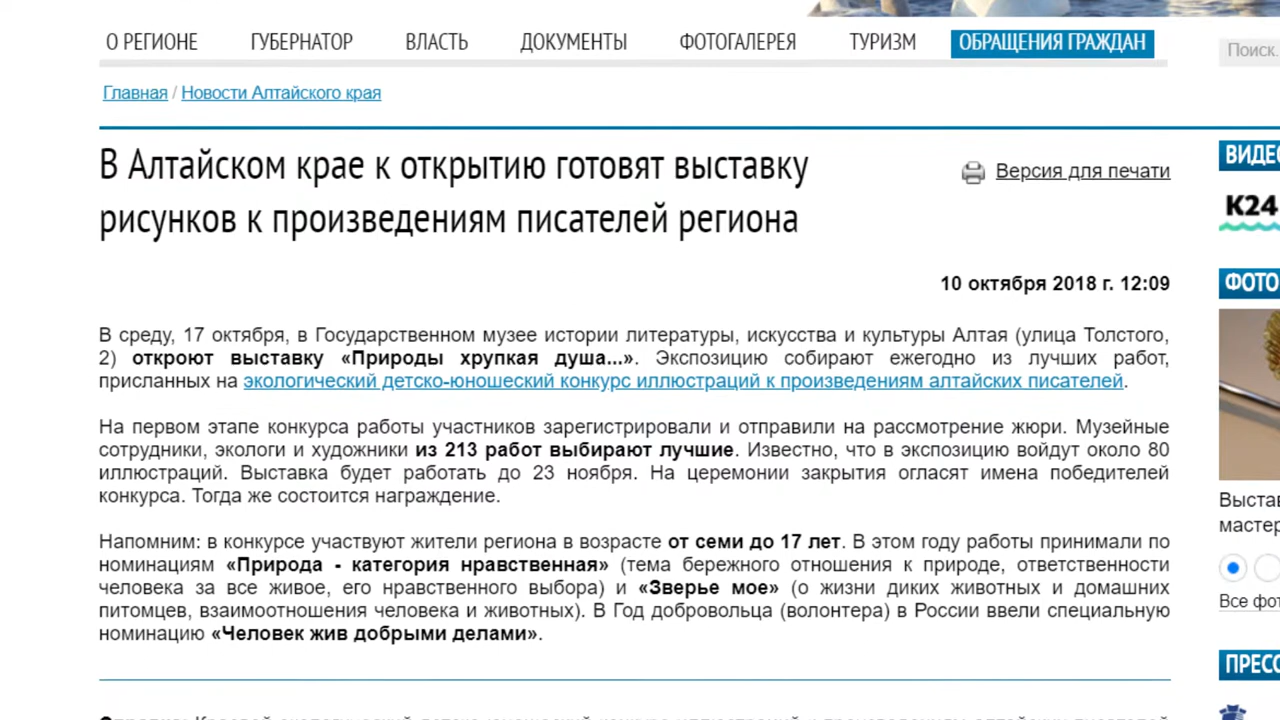 О РЕГИОНЕ ГУБЕРНАТОР ВЛАСТЬ ДОКУМЕНТЫ ФОТОГАЛЕРЕЯ ТУРИЗМ ОБРАЩЕНИЯ ГРАЖДАН
Поиск.
Главная / Новости Алтайского края
В Алтайском крае к открытию готовят выставку
рисунков к произведениям писателей региона
Версия для печати
10 октября 2018 г. 12:09
В среду, 17 октября, в Государственном музее истории литературы, искусства и культуры Алтая (улица Толстого,
2) откроют выставку «Природы хрупкая душа...». Экспозицию собирают ежегодно из лучших работ,
присланных на экологический детско-юношеский конкурс иллюстраций к произведениям алтайских писателей.
На первом этапе конкурса работы участников зарегистрировали и отправили на рассмотрение жюри. Музейные
сотрудники, экологи и художники из 213 работ выбирают лучшие. Известно, что в экспозицию войдут около 80
иллюстраций. Выставка будет работать до 23 ноября. На церемонии закрытия огласят имена победителей
конкурса. Тогда же состоится награждение.
Напомним: в конкурсе участвуют жители региона в возрасте от семи до 17 лет. В этом году работы принимали по
номинациям «Природа - категория нравственная» (тема бережного отношения к природе, ответственности
человека за все живое, его нравственного выбора) и «Зверье мое» (о жизни диких животных и домашних
питомцев, взаимоотношения человека и животных). В Год добровольца (волонтера) в России ввели специальную
номинацию «Человек жив добрыми делами».
ВИДЕ
К24
ФОТО
Выстав
мастер
Все фот
ПРЕСС